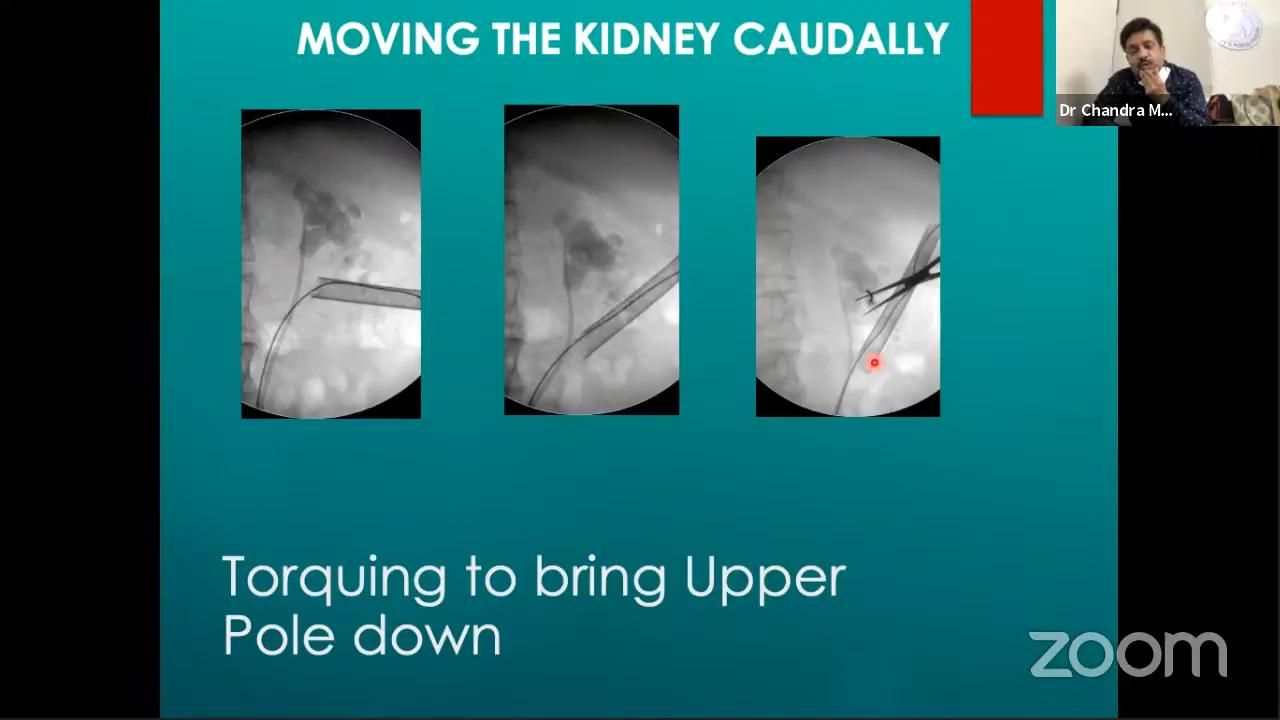 MOVING THE KIDNEY CAUDALLY
Dr Chandra M...
Torquing to bring Upper
Pole down
zoom